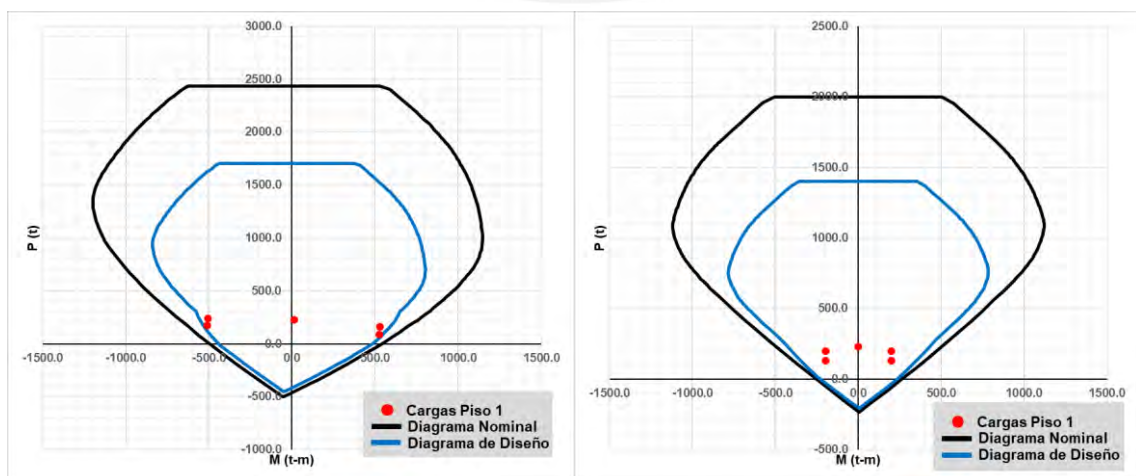 3000.0
2500.0
2000.0
1500.0
1000.0
500.0
0.0
-500.0
-1000.0
-1500.0 -1000.0 -500.0 500.0 1000.0 1500.0
P (t)
M (t-m)
Cargas Piso 1
Diagrama Nominal
Diagrama de Diseño
2500.0
2000.0
1500.0
1000.0
500.0
0.0
-500.0
-1500.0 -1000.0 -500.0 0.0 500.0 1000.0 1500.0
P (t)
M (t-m)
Cargas Piso 1
Diagrama Nominal
Diagrama de Diseño